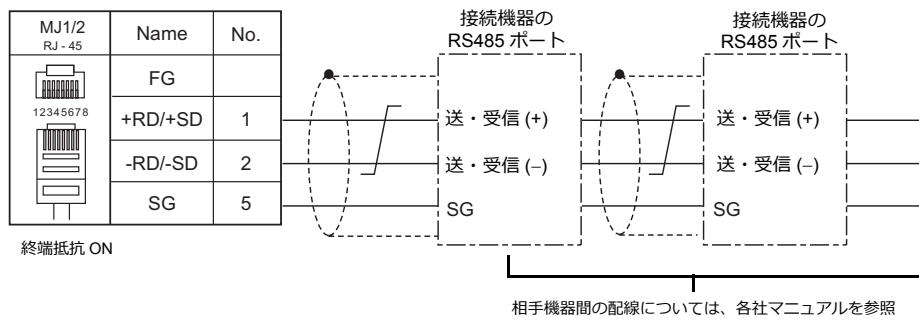 MJ1/2
RJ - 45
Name
No.
12345678
FG
+RD/+SD
1
-RD/-SD
2
SG
5
終端抵抗 ON
接続機器の
RS485 ポート
送・受信 (+)
送・受信 (−)
SG
接続機器の
RS485 ポート
送・受信 (+)
送・受信 (−)
SG
相手機器間の配線については、各社マニュアルを参照